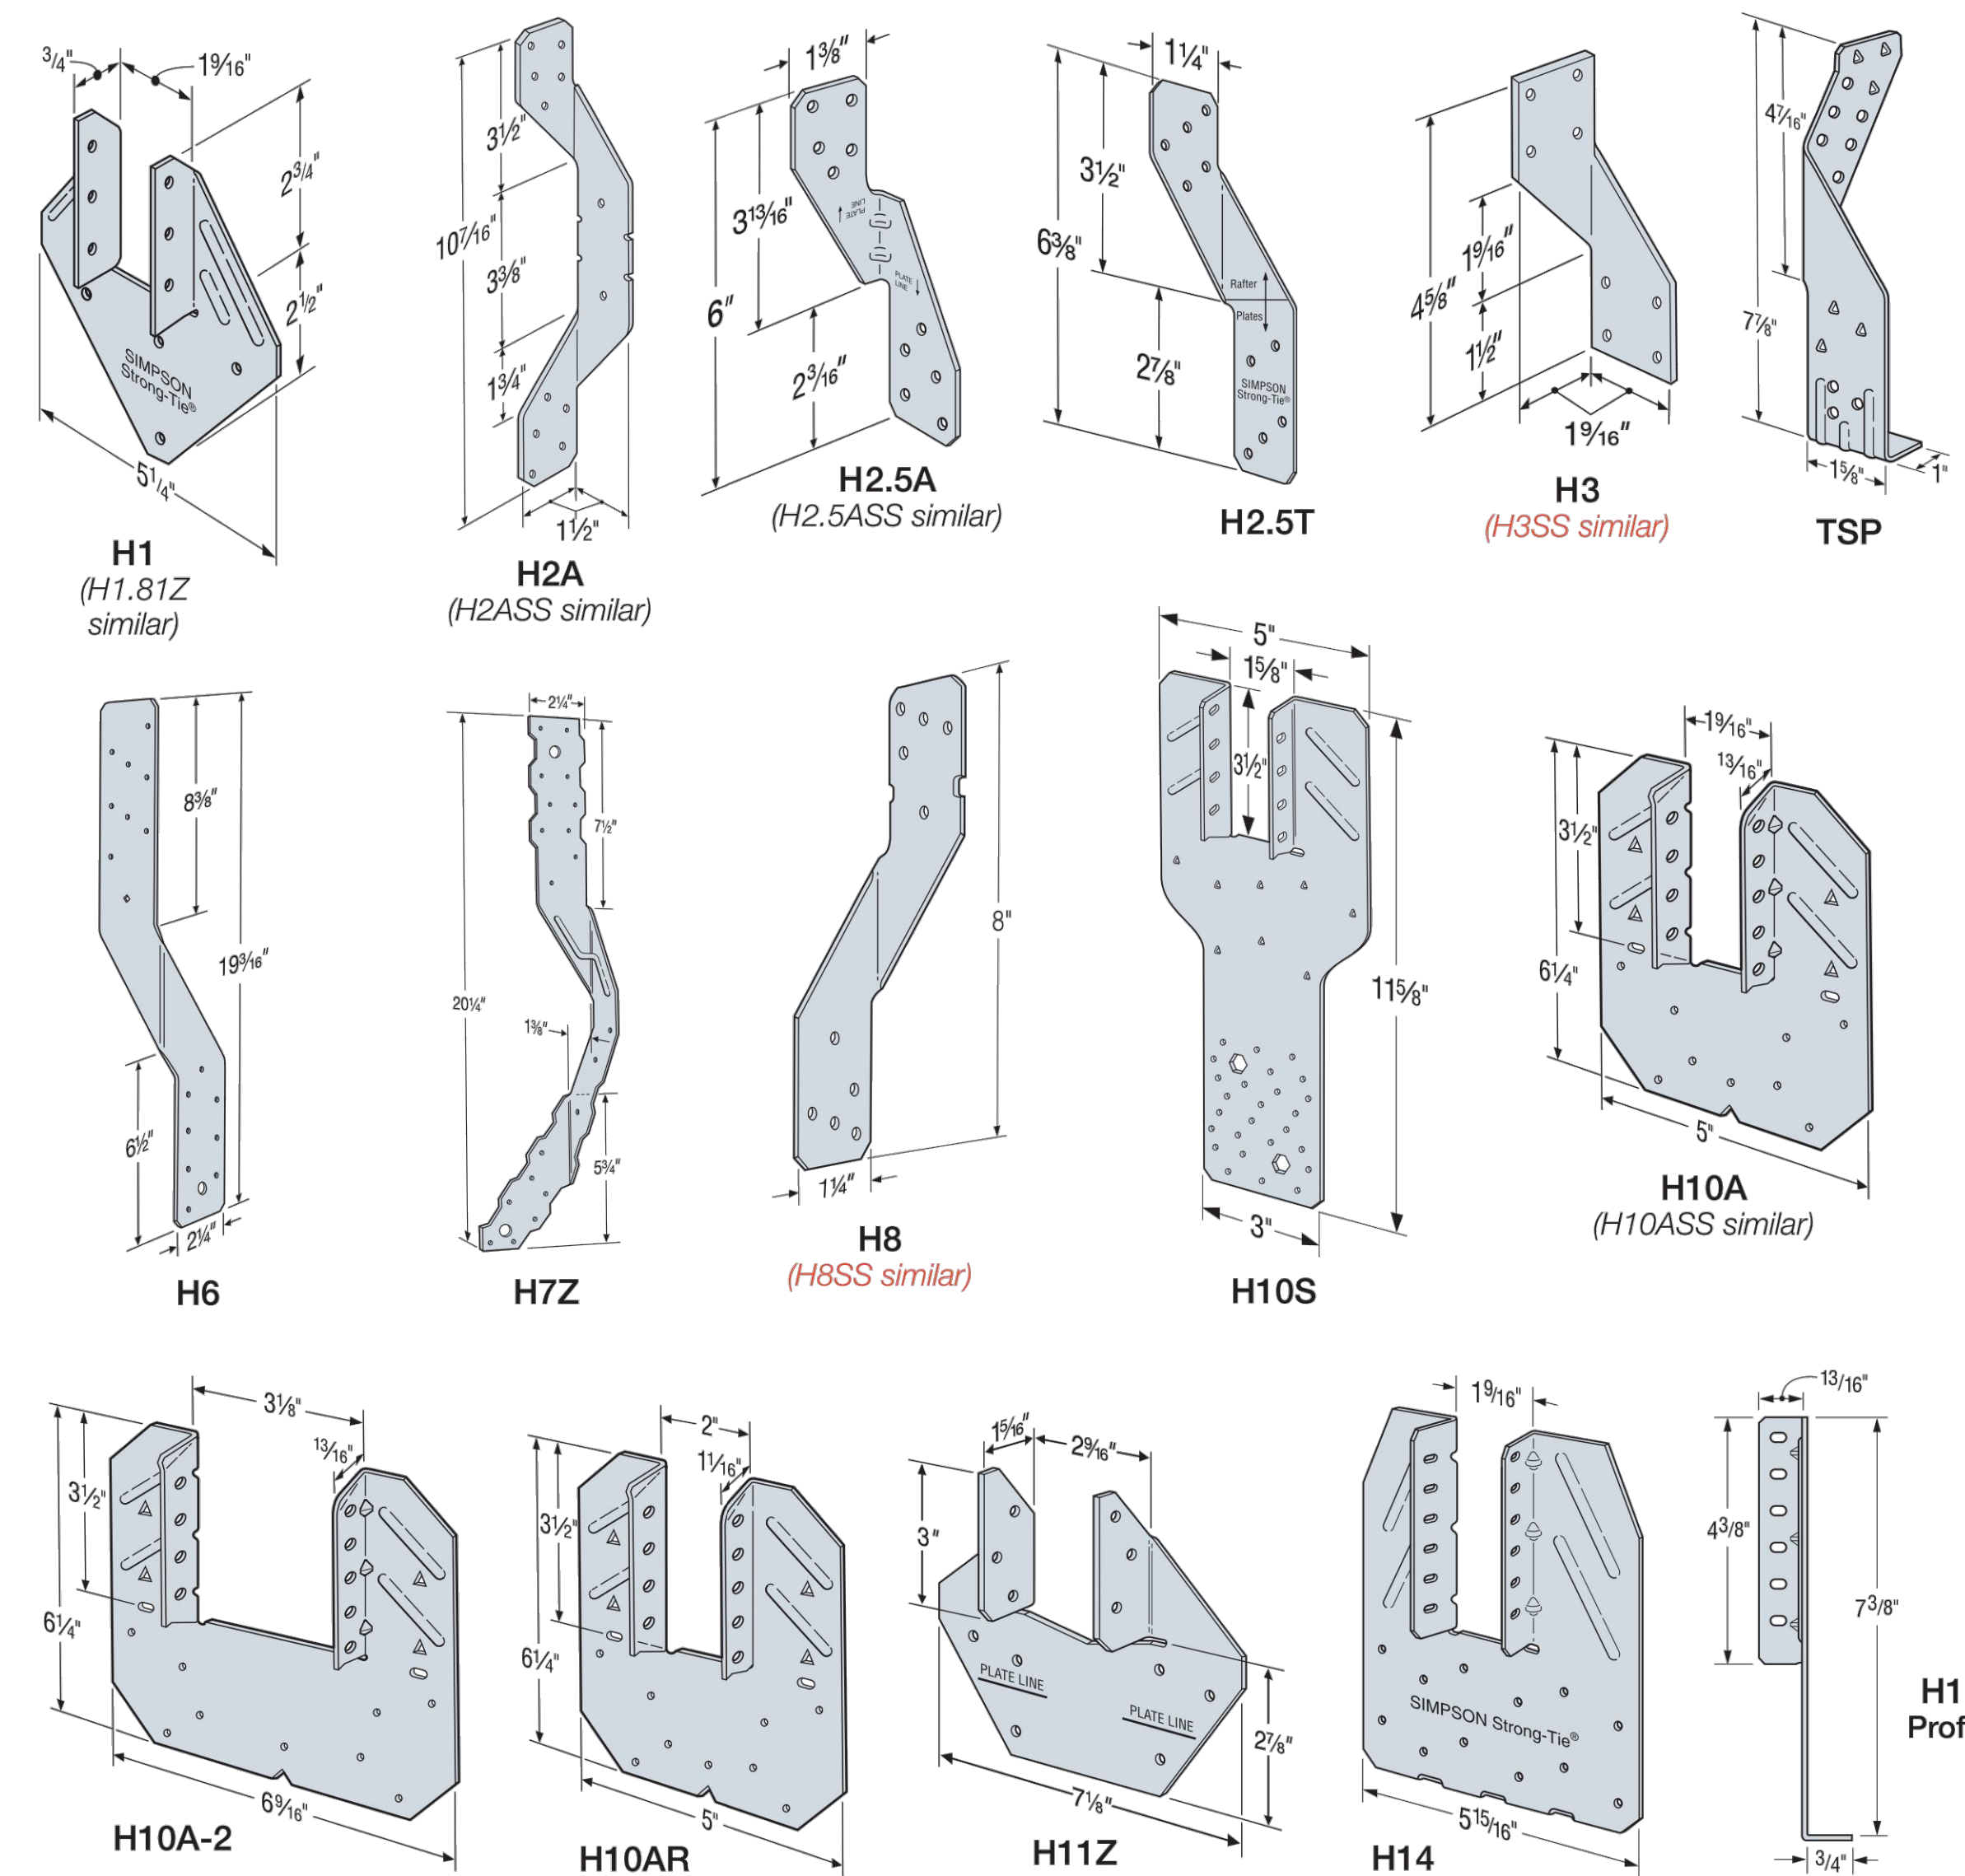 3/4"
1 9/16"
2 3/4"
2 1/2"
SIMPSON
Strong-Tie®
5 1/4"
H1
(H1.81Z
similar)
10 7/16"
3 1/2"
3 3/8"
1 3/4"
1 1/2"
H2A
(H2ASS similar)
1 3/8"
3 13/16"
6"
2 3/16"
PLATE
LINE
PLATE
LINE
H2.5A
(H2.5ASS similar)
1 1/4"
3 1/2"
6 3/8"
2 7/8"
Rafter
Plates
SIMPSON
Strong-Tie®
H2.5T
4 5/8"
1 9/16"
1 1/2"
1 9/16"
H3
(H3SS similar)
4 7/16"
7 7/8"
1 5/8"
1"
TSP
8 3/8"
19 3/16"
6 1/2"
2 1/4"
H6
2 1/4"
7 1/2"
20 1/4"
1 3/8"
5 3/4"
H7Z
8"
1 1/4"
H8
(H8SS similar)
5"
1 5/8"
3 1/2"
11 5/8"
3"
H10S
1 9/16"
13/16"
3 1/2"
6 1/4"
5"
H10A
(H10ASS similar)
3 1/8"
13/16"
3 1/2"
6 1/4"
6 9/16"
H10A-2
2"
1 1/16"
3 1/2"
6 1/4"
5"
H10AR
1 5/16"
2 9/16"
3"
PLATE LINE
PLATE LINE
2 7/8"
7 1/8"
H11Z
1 9/16"
SIMPSON Strong-Tie®
5 15/16"
H14
13/16"
4 3/8"
7 3/8"
3/4"
H1
Prof